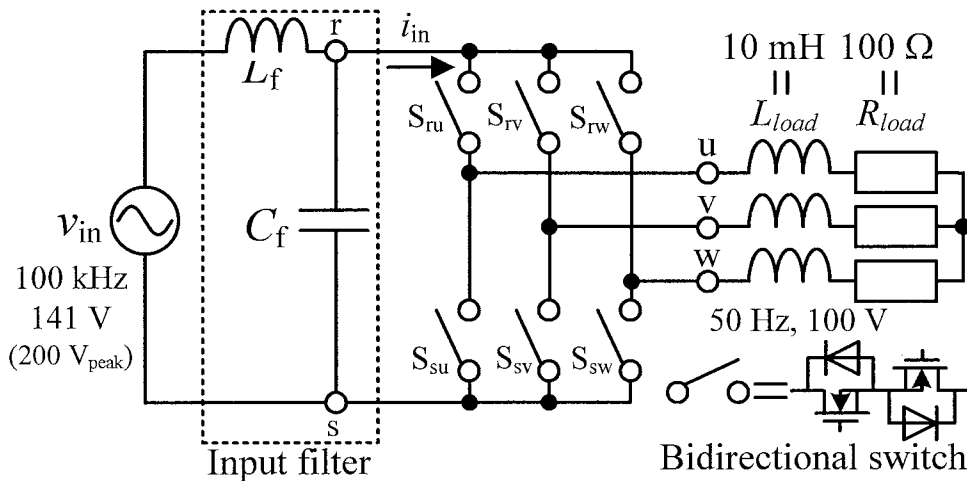 r
i_in
L_f
S_ru
S_rv
S_rw
10 mH 100 Ω
L_load R_load
u
v
w
v_in
100 kHz
141 V
(200 V_peak)
C_f
S_su
S_sv
S_sw
50 Hz, 100 V
s
Input filter
Bidirectional switch